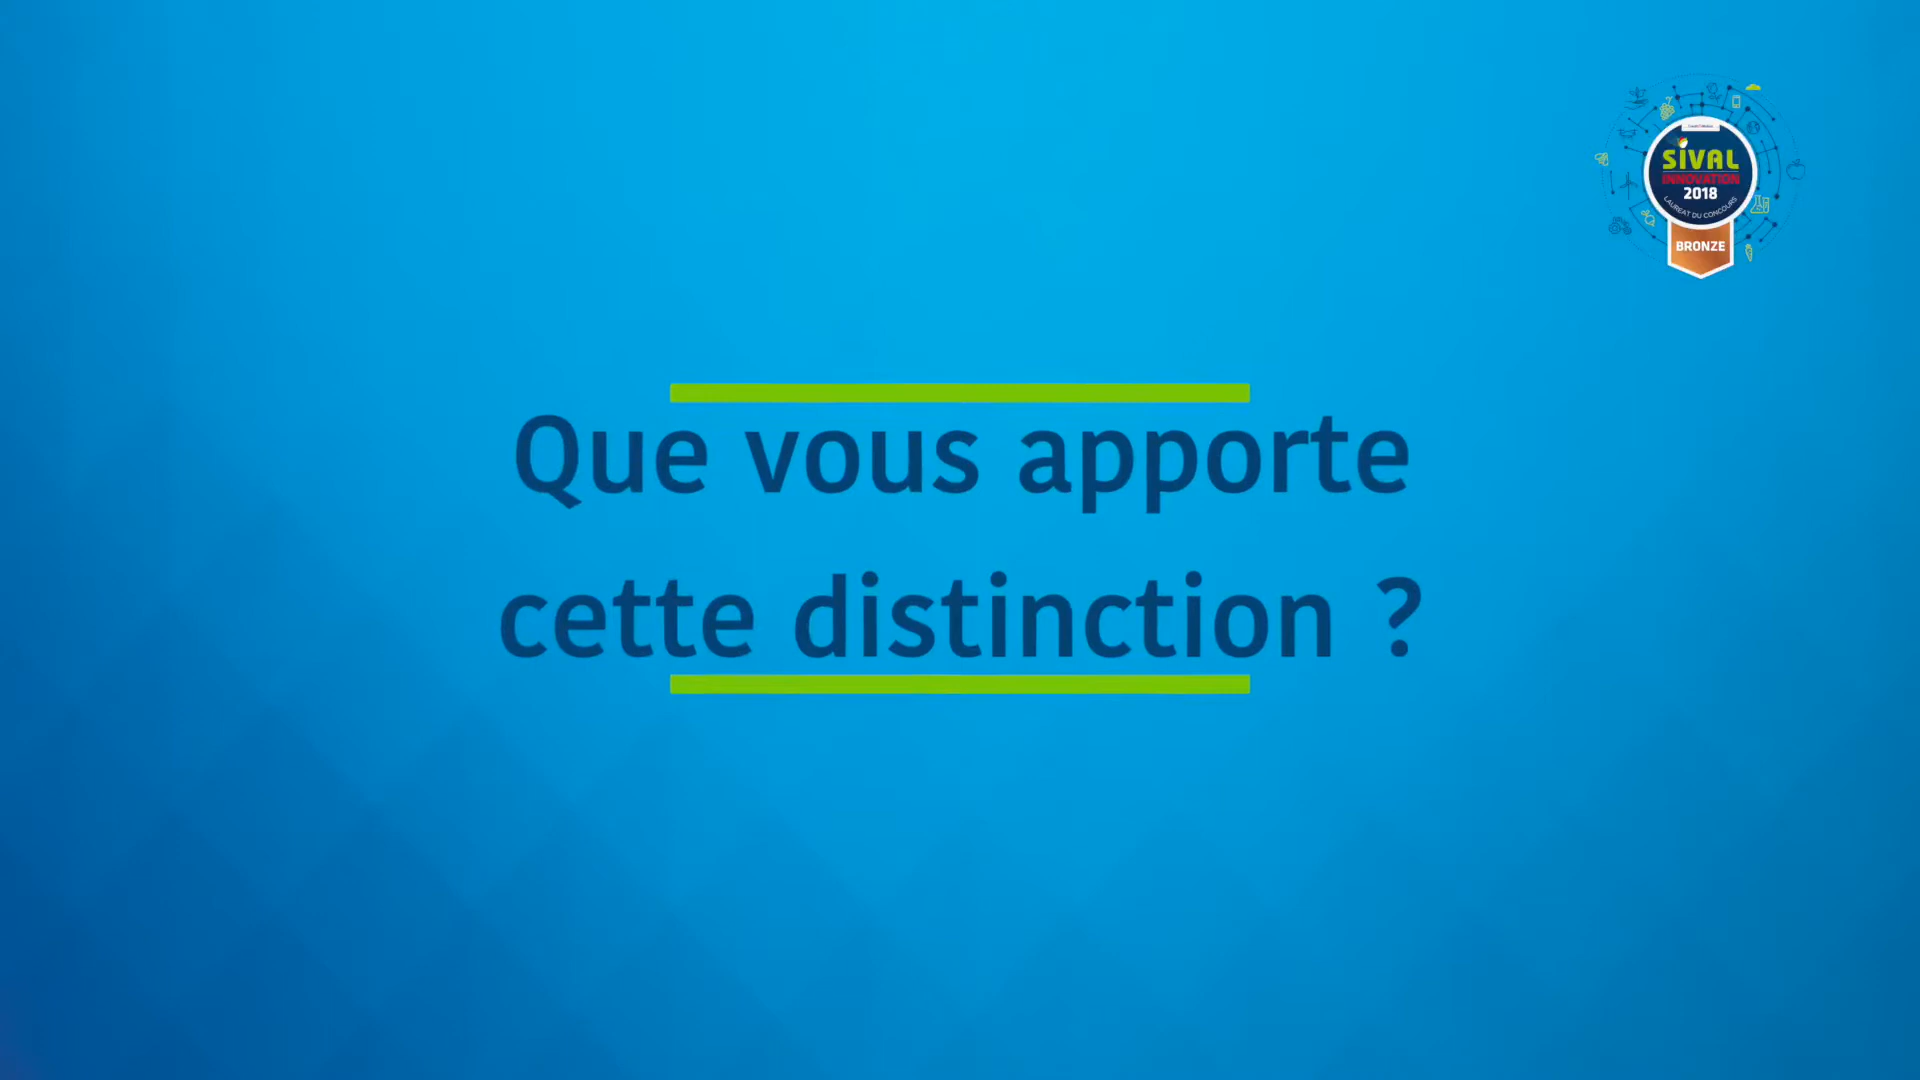 SIVAL
INNOVATION
2018
LAURÉAT DU CONCOURS
BRONZE
Que vous apporte
cette distinction ?